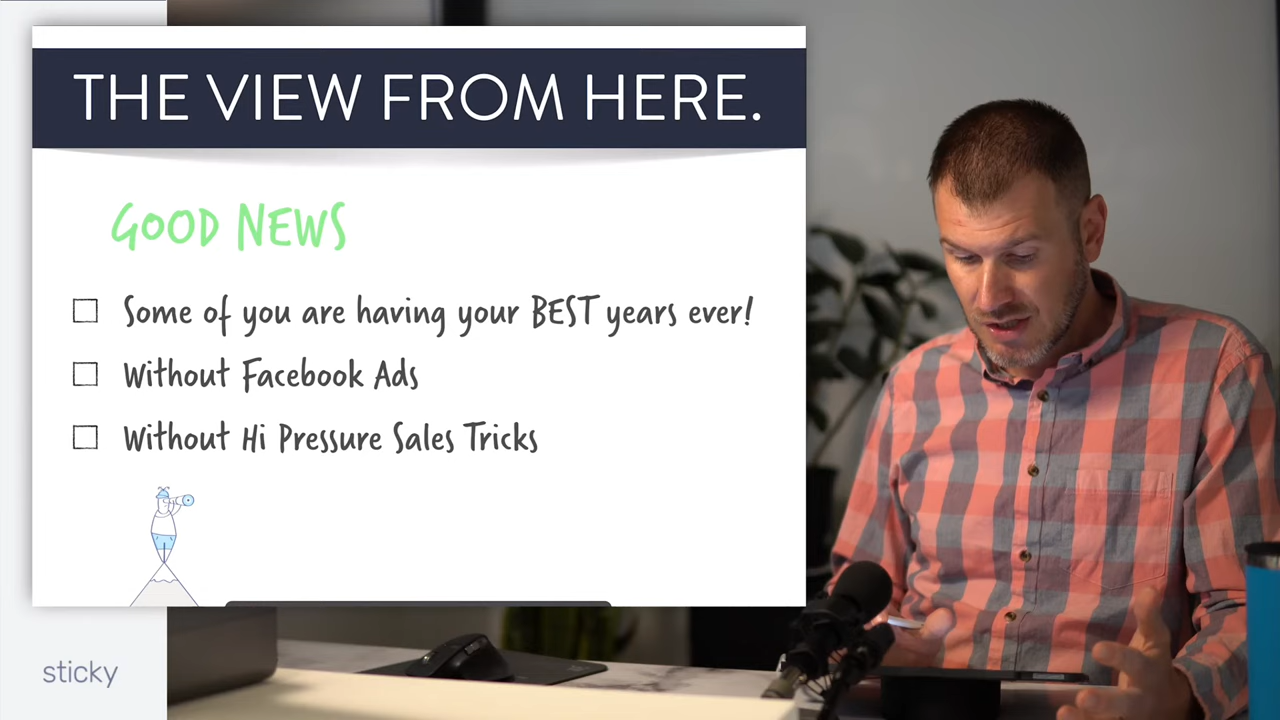 THE VIEW FROM HERE.
GOOD NEWS
Some of you are having your BEST years ever!
Without Facebook Ads
Without Hi Pressure Sales Tricks
sticky